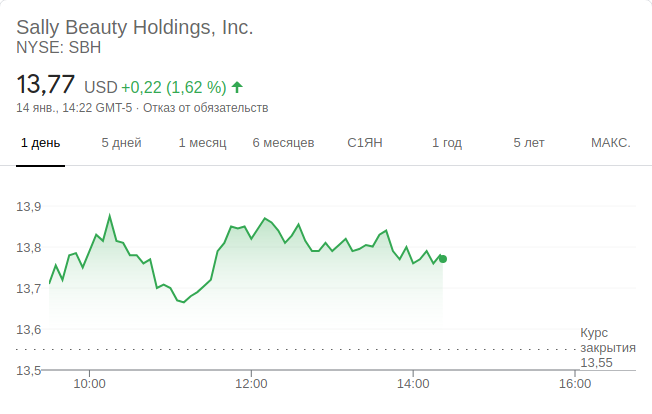 Sally Beauty Holdings, Inc.
NYSE: SBH
13,77 USD +0,22 (1,62 %)
14 янв., 14:22 GMT-5 · Отказ от обязательств
1 день 5 дней 1 месяц 6 месяцев С1ЯН 1 год 5 лет МАКС.
13,9
13,8
13,7
13,6
Курс
закрытия
13,55
13,5
10:00 12:00 14:00 16:00